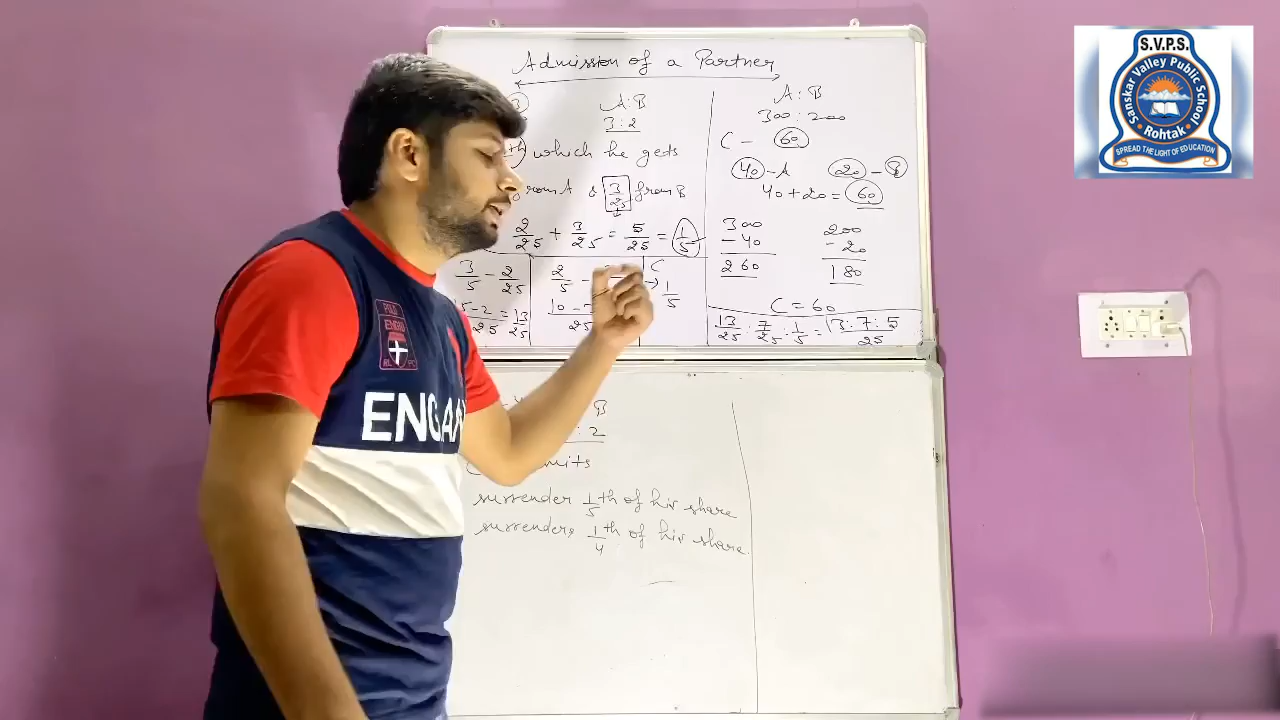 Admission of a Partner
A:B
3:2
which he gets
from A & 3/25 from B
2/25 + 3/25 = 5/25 = 1/5
3/5 - 2/25
2/5 -
C
1/5
15-2/25 = 13/25
10-
25
A:B
300:200
C - 60
40 - A 20 - B
40+20=60
300 200
-40 -20
260 180
C = 60
13/25 : 7/25 : 1/5 = 13:7:5/25
B
: 2
surrender 1/5th of his share
surrenders 1/4th of his share.
S.V.P.S.
Sanskar Valley Public School
Rohtak
SPREAD THE LIGHT OF EDUCATION
POLO
ENGLAN